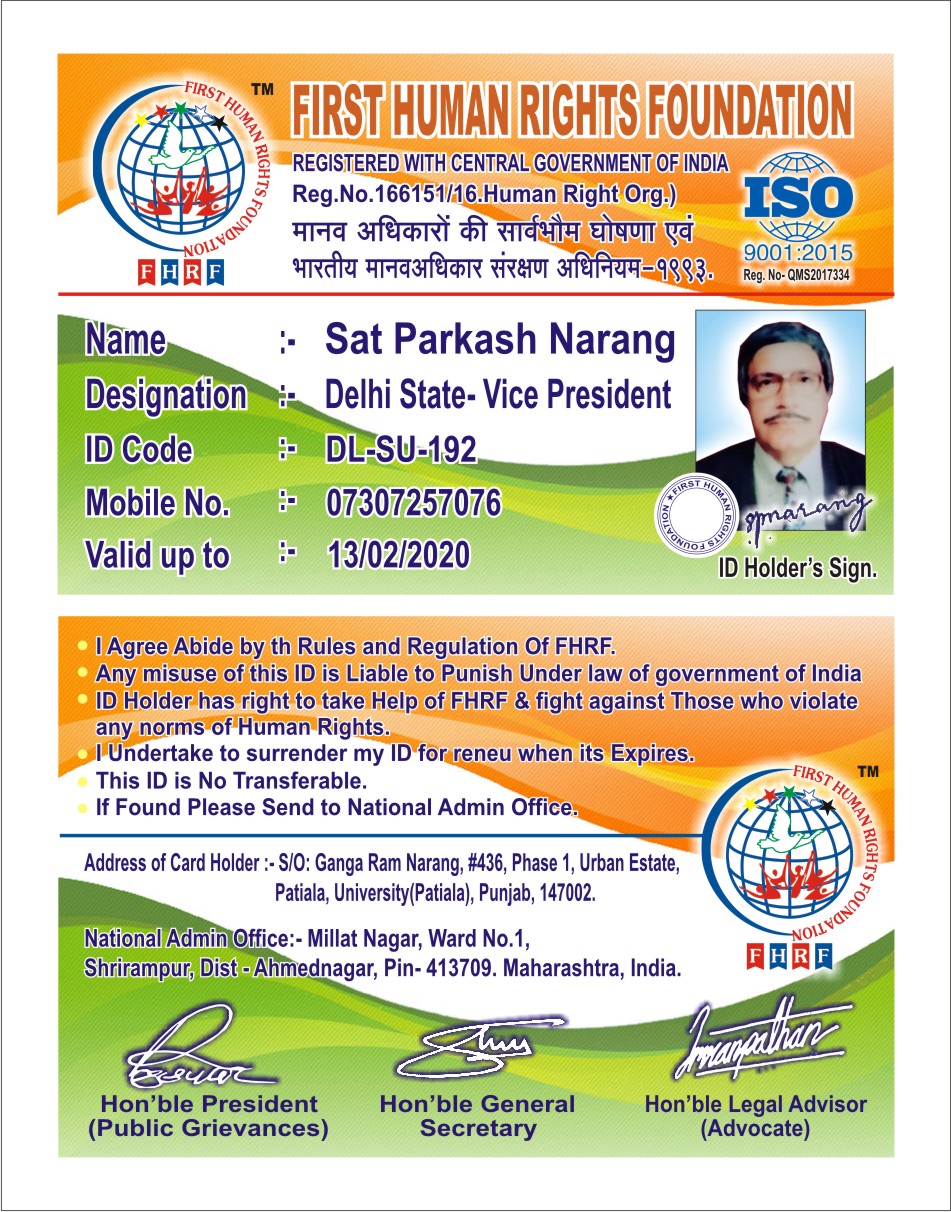 FIRST HUMAN RIGHTS FOUNDATION
TM
FHRF
FIRST HUMAN RIGHTS FOUNDATION
REGISTERED WITH CENTRAL GOVERNMENT OF INDIA
Reg.No.166151/16.Human Right Org.)
मानव अधिकारों की सार्वभौम घोषणा एवं
भारतीय मानवअधिकार संरक्षण अधिनियम-१९९३.
ISO
9001:2015
Reg. No- QMS2017334
Name :- Sat Parkash Narang
Designation :- Delhi State- Vice President
ID Code :- DL-SU-192
Mobile No. :- 07307257076
Valid up to :- 13/02/2020
★ FIRST HUMAN RIGHTS FOUNDATION
spnarang
ID Holder's Sign.
• I Agree Abide by th Rules and Regulation Of FHRF.
• Any misuse of this ID is Liable to Punish Under law of government of India
• ID Holder has right to take Help of FHRF & fight against Those who violate
any norms of Human Rights.
• I Undertake to surrender my ID for reneu when its Expires.
• This ID is No Transferable.
• If Found Please Send to National Admin Office.
FIRST HUMAN RIGHTS FOUNDATION
TM
FHRF
Address of Card Holder :- S/O: Ganga Ram Narang, #436, Phase 1, Urban Estate,
Patiala, University(Patiala), Punjab, 147002.
National Admin Office:- Millat Nagar, Ward No.1,
Shrirampur, Dist - Ahmednagar, Pin- 413709. Maharashtra, India.
Imranpathan
Hon'ble President
(Public Grievances)
Hon'ble General
Secretary
Hon'ble Legal Advisor
(Advocate)